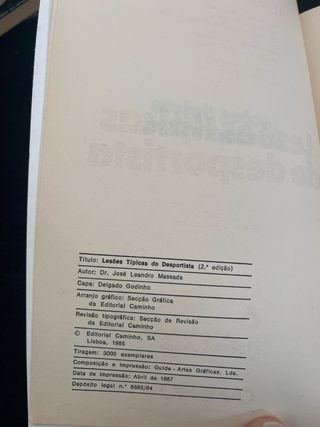 Título: Lesões Típicas do Desportista (2.ª edição)
Autor: Dr. José Leandro Massada
Capa: Delgado Godinho
Arranjo gráfico: Secção Gráfica
da Editorial Caminho
Revisão tipográfica: Secção de Revisão
da Editorial Caminho
© Editorial Caminho, SA
Lisboa, 1985
Tiragem: 3000 exemplares
Composição e impressão: Guide - Artes Gráficas, Lda.
Data de impressão: Abril de 1987
Depósito legal n.º 6583/84